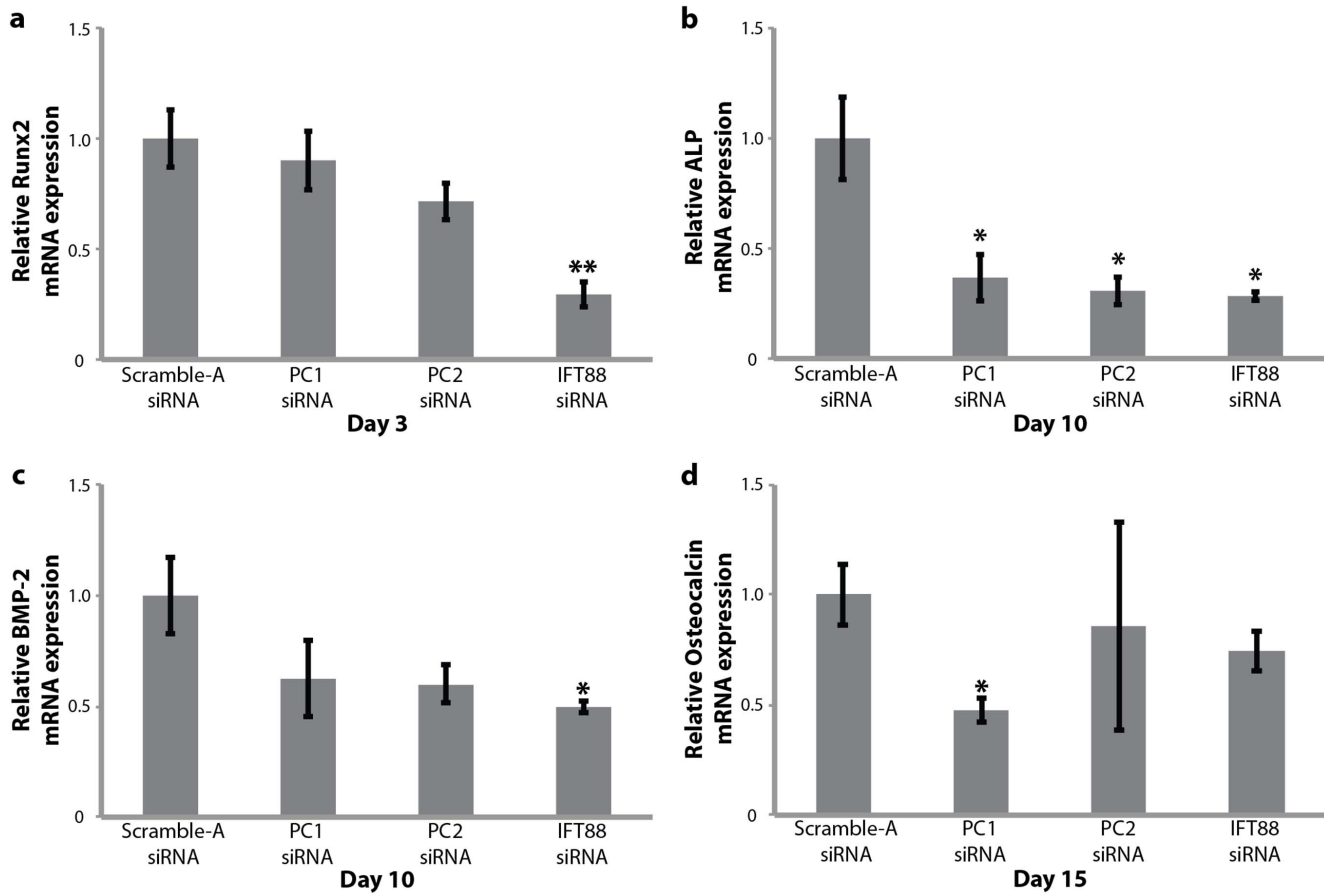 a
Relative Runx2
mRNA expression
1.5
1.0
0.5
0
**
Scramble-A
siRNA
PC1
siRNA
PC2
siRNA
IFT88
siRNA
Day 3
b
Relative ALP
mRNA expression
1.5
1.0
0.5
0
*
*
*
Scramble-A
siRNA
PC1
siRNA
PC2
siRNA
IFT88
siRNA
Day 10
c
Relative BMP-2
mRNA expression
1.5
1.0
0.5
0
*
Scramble-A
siRNA
PC1
siRNA
PC2
siRNA
IFT88
siRNA
Day 10
d
Relative Osteocalcin
mRNA expression
1.5
1.0
0.5
0
*
Scramble-A
siRNA
PC1
siRNA
PC2
siRNA
IFT88
siRNA
Day 15